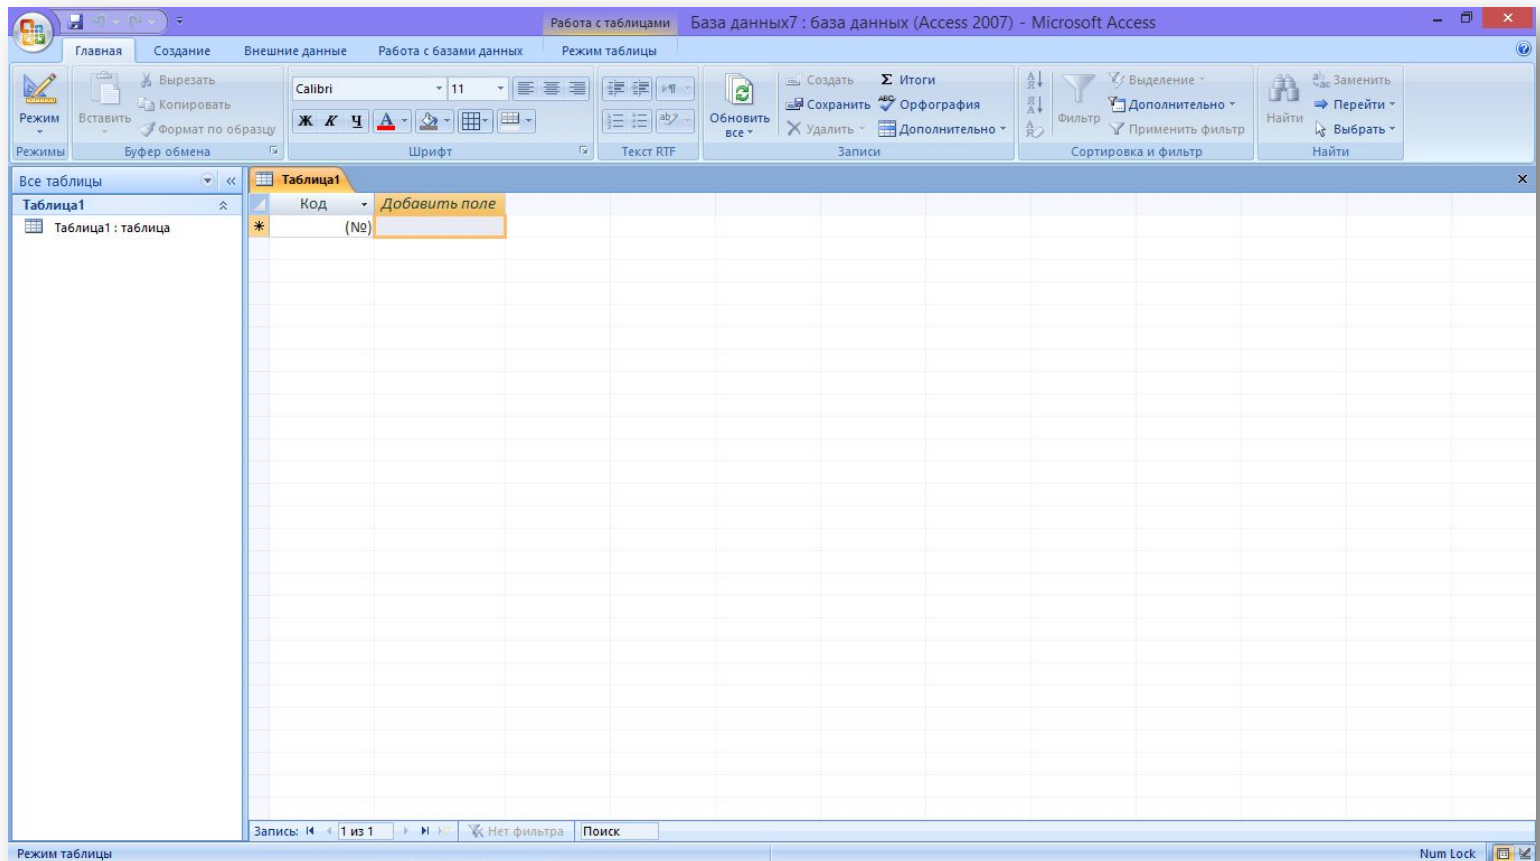 Работа с таблицами База данных7 : база данных (Access 2007) - Microsoft Access
Главная Создание Внешние данные Работа с базами данных Режим таблицы
Режим
Режимы
Вставить
Вырезать
Копировать
Формат по образцу
Буфер обмена
Calibri 11
Ж К Ч
Шрифт
Текст RTF
Обновить
все
Создать
Сохранить
Удалить
Итоги
Орфография
Дополнительно
Записи
Фильтр
Выделение
Дополнительно
Применить фильтр
Сортировка и фильтр
Найти
Заменить
Перейти
Выбрать
Найти
Все таблицы
Таблица1
Таблица1 : таблица
Таблица1
Код Добавить поле
(№)
Запись: 1 из 1 Нет фильтра Поиск
Режим таблицы Num Lock